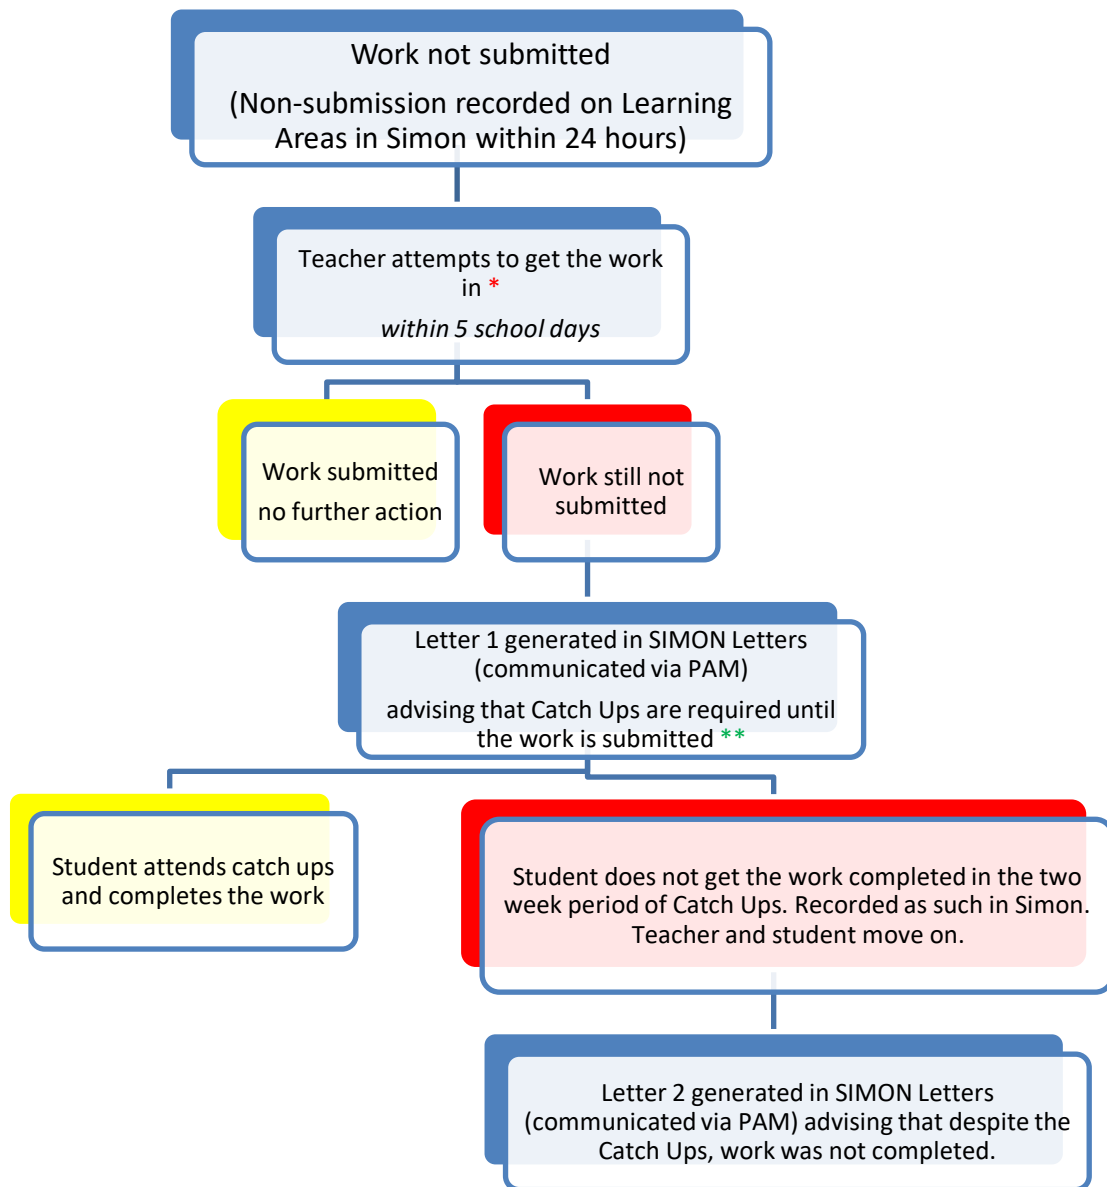 Work not submitted
(Non-submission recorded on Learning
Areas in Simon within 24 hours)
Teacher attempts to get the work
in *
within 5 school days
Work submitted
no further action
Work still not
submitted
Letter 1 generated in SIMON Letters
(communicated via PAM)
advising that Catch Ups are required until
the work is submitted **
Student attends catch ups
and completes the work
Student does not get the work completed in the two
week period of Catch Ups. Recorded as such in Simon.
Teacher and student move on.
Letter 2 generated in SIMON Letters
(communicated via PAM) advising that despite the
Catch Ups, work was not completed.